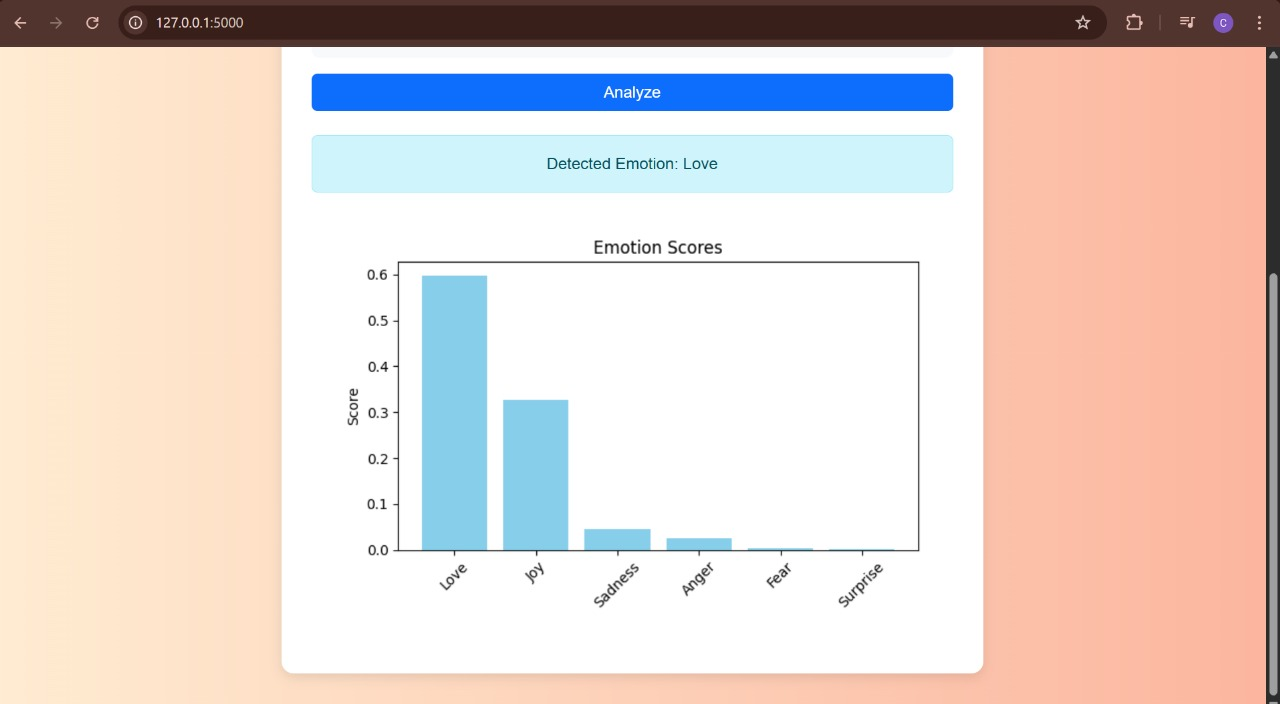 127.0.0.1:5000
C
Analyze
Detected Emotion: Love
Emotion Scores
0.6
0.5
0.4
0.3
0.2
0.1
0.0
Score
Love
Joy
Sadness
Anger
Fear
Surprise